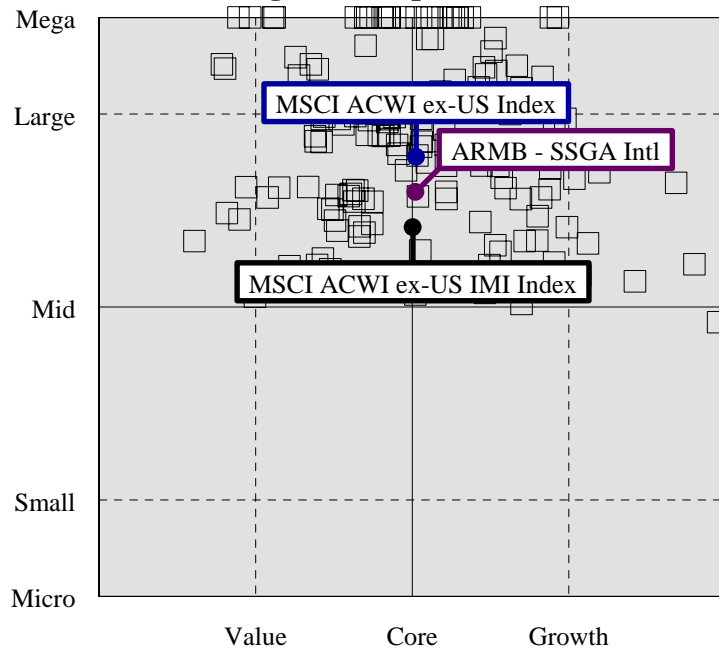 Mega
MSCI ACWI ex-US Index
Large
ARMB - SSGA Intl
MSCI ACWI ex-US IMI Index
Mid
Small
Micro
Value Core Growth